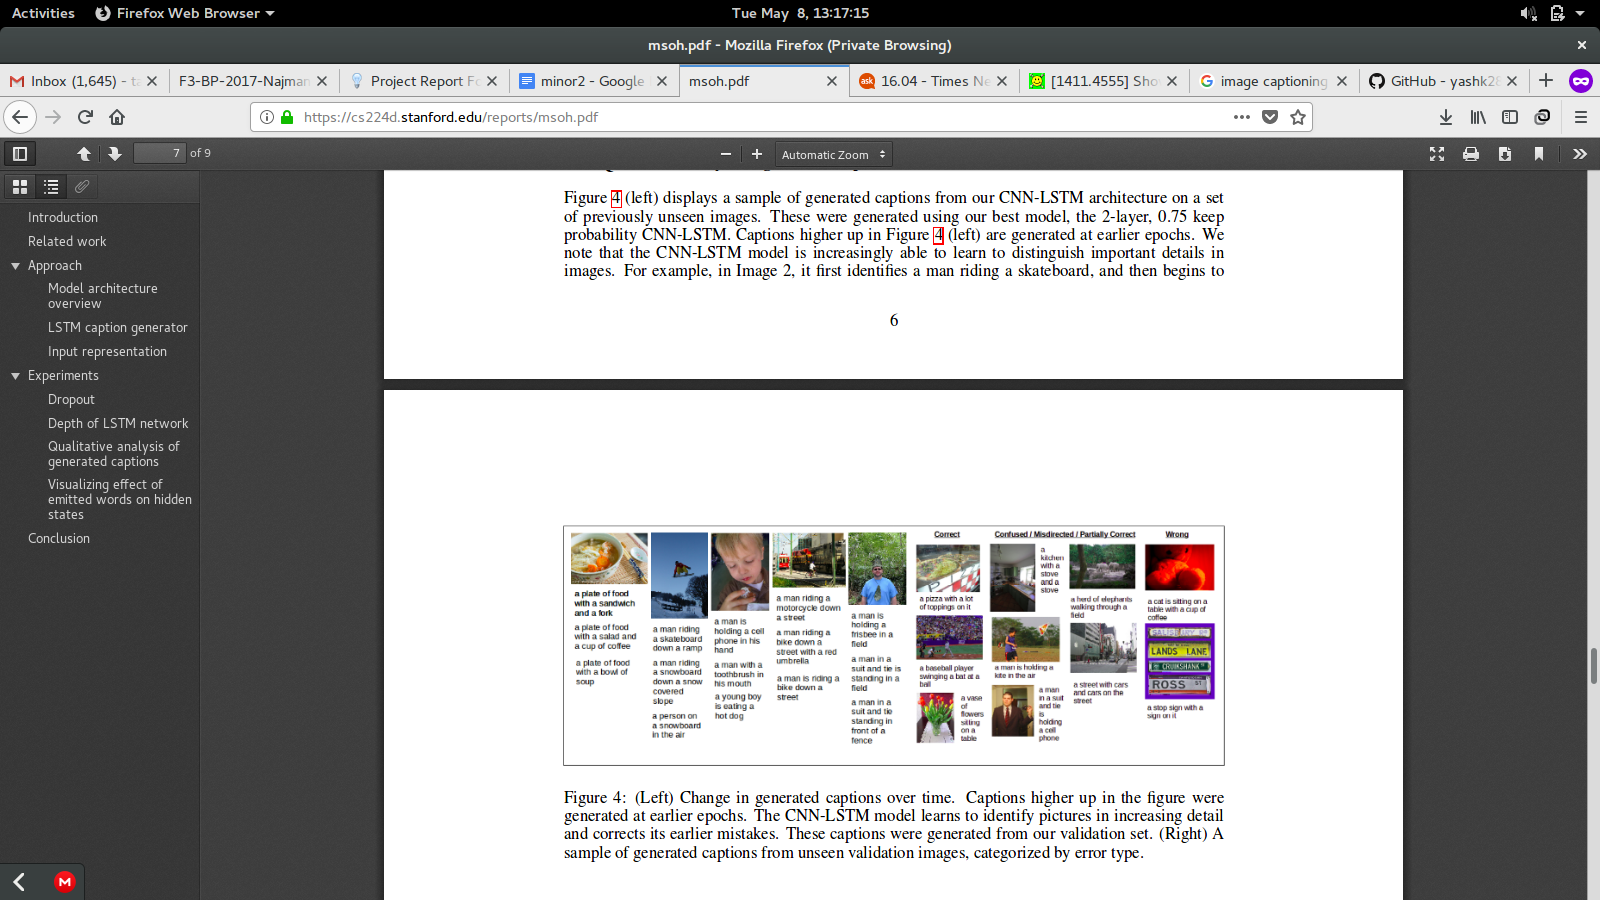 Activities
Firefox Web Browser
Tue May 8, 13:17:15
msoh.pdf - Mozilla Firefox (Private Browsing)
Inbox (1,645) - ta
F3-BP-2017-Najman
Project Report Fo
minor2 - Google
msoh.pdf
16.04 - Times Ne
[1411.4555] Sho
image captioning
GitHub - yashk28
https://cs224d.stanford.edu/reports/msoh.pdf
7 of 9
Automatic Zoom
Introduction
Related work
Approach
Model architecture
overview
LSTM caption generator
Input representation
Experiments
Dropout
Depth of LSTM network
Qualitative analysis of
generated captions
Visualizing effect of
emitted words on hidden
states
Conclusion
Figure 4 (left) displays a sample of generated captions from our CNN-LSTM architecture on a set
of previously unseen images. These were generated using our best model, the 2-layer, 0.75 keep
probability CNN-LSTM. Captions higher up in Figure 4 (left) are generated at earlier epochs. We
note that the CNN-LSTM model is increasingly able to learn to distinguish important details in
images. For example, in Image 2, it first identifies a man riding a skateboard, and then begins to
6
a plate of food
with a sandwich
and a fork
a plate of food
with a salad and
a cup of coffee
a plate of food
with a bowl of
soup
a man riding
a skateboard
down a ramp
a man riding
a snowboard
down a snow
covered
slope
a person on
a snowboard
in the air
a man is
holding a cell
phone in his
hand
a man with a
toothbrush in
his mouth
a young boy
is eating a
hot dog
a man riding a
motorcycle down
a street
a man riding a
bike down a
street with a red
umbrella
a man is riding a
bike down a
street
a man is
holding a
frisbee in a
field
a man in a
suit and tie is
standing in a
field
a man in a
suit and tie
standing in
front of a
fence
Correct
a pizza with a lot
of toppings on it
a baseball player
swinging a bat at a
ball
a vase
of
flowers
sitting
on a
table
Confused / Misdirected / Partially Correct
a
kitchen
with a
stove
and a
stove
a man is holding a
kite in the air
a man
in a suit
and tie
is
holding
a cell
phone
a herd of elephants
walking through a
field
a street with cars
and cars on the
street
Wrong
a cat is sitting on a
table with a cup of
coffee
LANDS LANE
CRUIKSHANK
ROSS ST
a stop sign with a
sign on it
Figure 4: (Left) Change in generated captions over time. Captions higher up in the figure were
generated at earlier epochs. The CNN-LSTM model learns to identify pictures in increasing detail
and corrects its earlier mistakes. These captions were generated from our validation set. (Right) A
sample of generated captions from unseen validation images, categorized by error type.